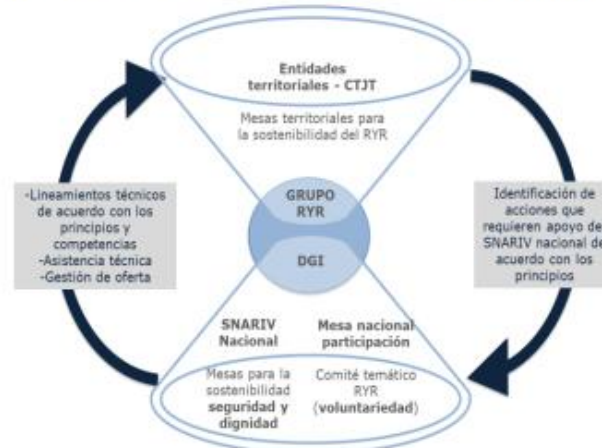 Entidades
territoriales - CTJT
Mesas territoriales para
la sostenibilidad del RYR
GRUPO
RYR
DGI
SNARIV
Nacional
Mesa nacional
participación
Mesas para la
sostenibilidad
seguridad y
dignidad
Comité temático
RYR
(voluntariedad)
-Lineamientos técnicos
de acuerdo con los
principios y
competencias
-Asistencia técnica
-Gestión de oferta
Identificación de
acciones que
requieren apoyo de
SNARIV nacional de
acuerdo con los
principios